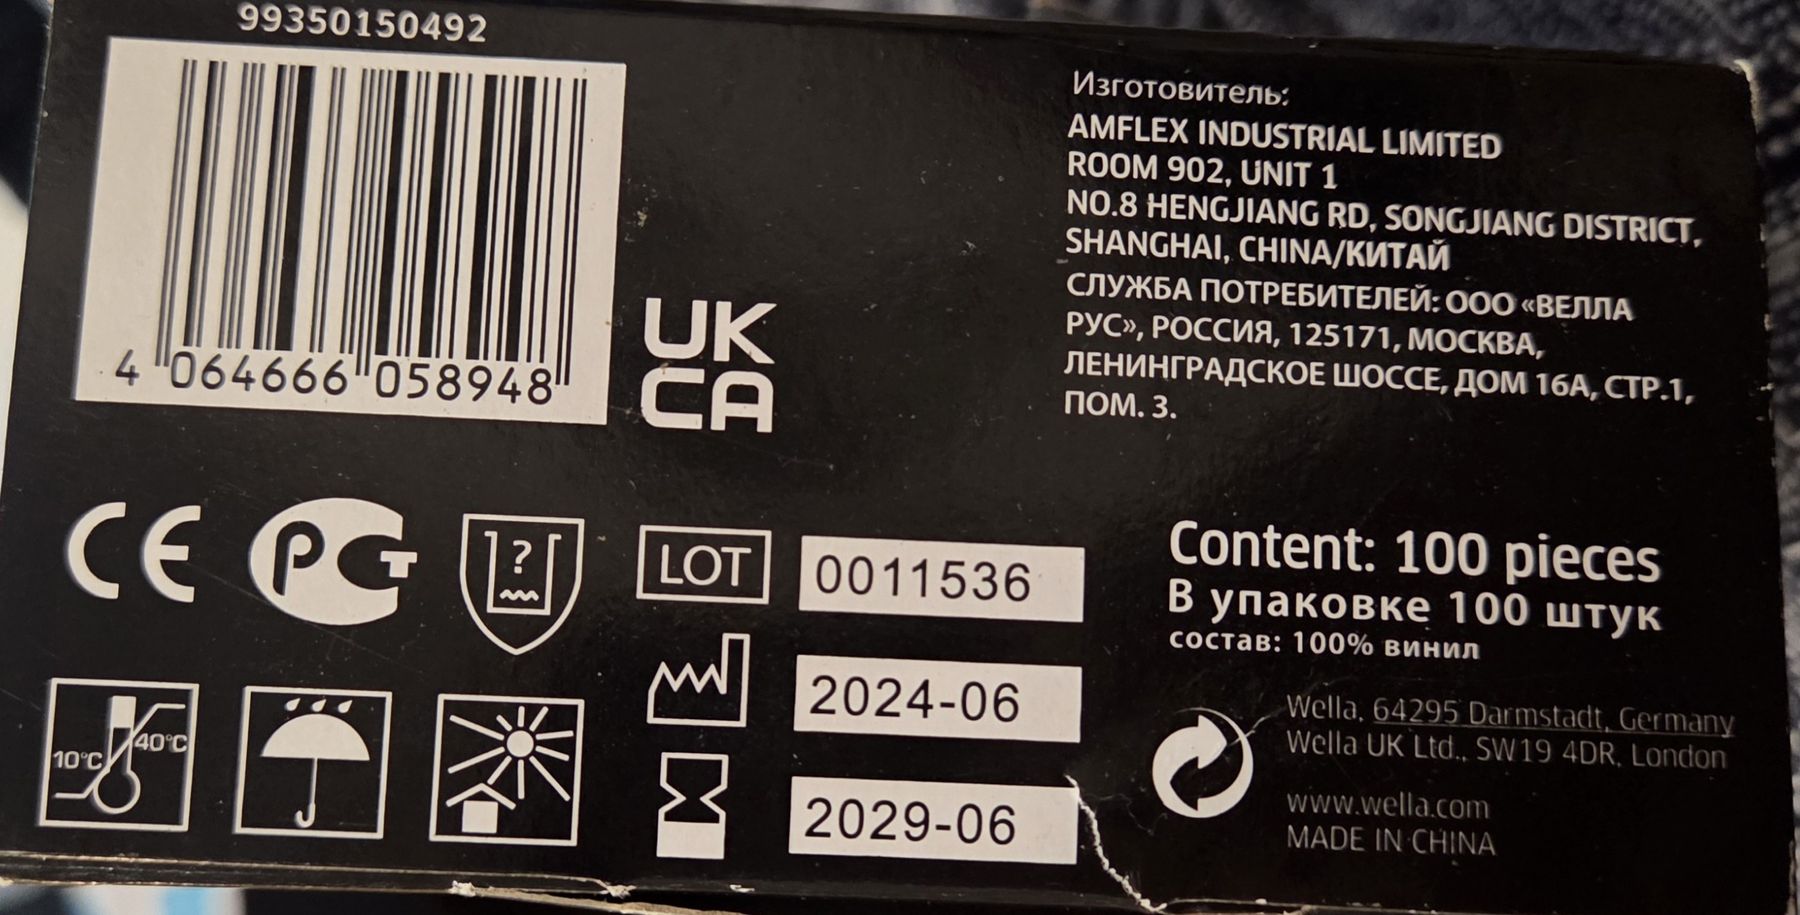 99350150492
4 064666 058948
UK
CA
Изготовитель:
AMFLEX INDUSTRIAL LIMITED
ROOM 902, UNIT 1
NO.8 HENGJIANG RD, SONGJIANG DISTRICT,
SHANGHAI, CHINA/КИТАЙ
СЛУЖБА ПОТРЕБИТЕЛЕЙ: ООО «ВЕЛЛА
РУС», РОССИЯ, 125171, МОСКВА,
ЛЕНИНГРАДСКОЕ ШОССЕ, ДОМ 16А, СТР.1,
ПОМ. 3.
CE
РСТ
?
LOT
0011536
2024-06
2029-06
10°C
40°C
Content: 100 pieces
В упаковке 100 штук
состав: 100% винил
Wella, 64295 Darmstadt, Germany
Wella UK Ltd., SW19 4DR, London
www.wella.com
MADE IN CHINA